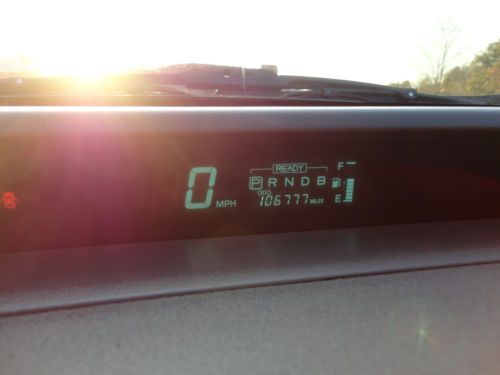 READY
F
0 MPH
P R N D B
ODO
106777 MILES
E